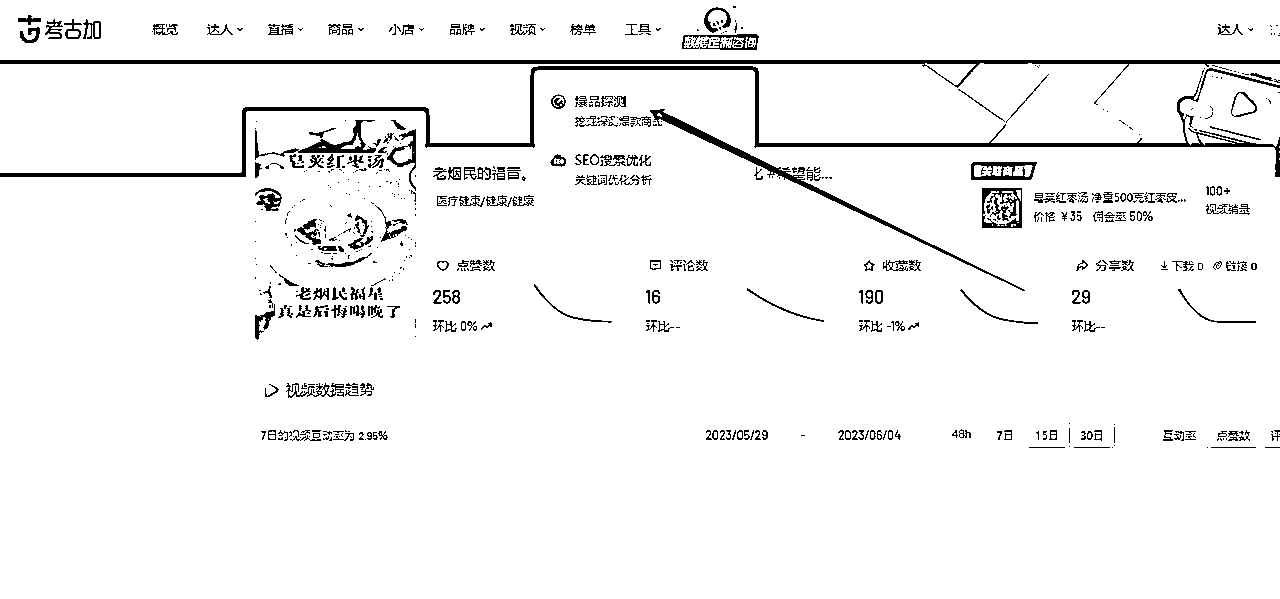 考古加 概览 达人 直播 商品 小店 品牌 视频 榜单 工具 数据定制咨询 达人
爆品探测
挖掘探测爆款商品
SEO搜索优化
关键词优化分析
皂荚红枣汤
老烟民福星
真是后悔喝晚了
老烟民的福音。
望能...
医疗健康/健康/健康
关联商品
皂荚红枣汤 净重500克红枣皮...
价格 ￥35 佣金率 50%
100+
视频销量
点赞数
258
环比 0%
评论数
16
环比--
收藏数
190
环比 -1%
分享数 下载 0 链接 0
29
环比--
视频数据趋势
7日的视频互动率为 2.95%
2023/05/29 - 2023/06/04 48h 7日 15日 30日 互动率 点赞数 评